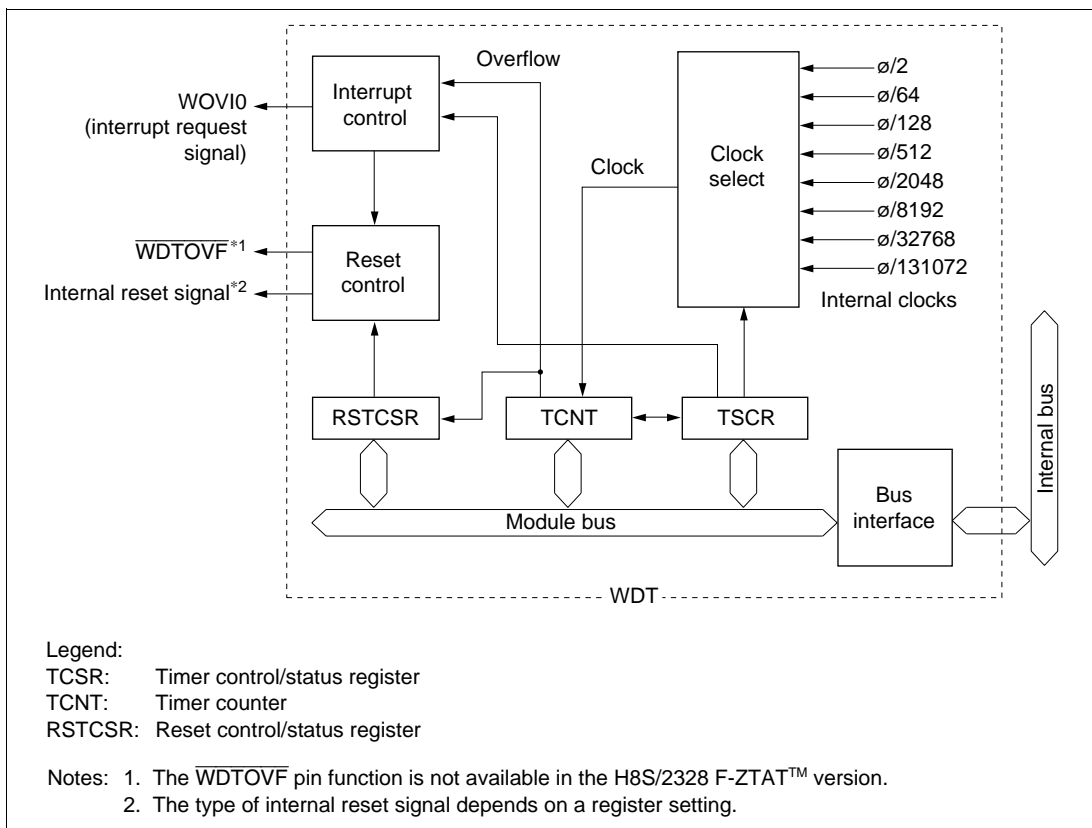 Overflow
WOVI0
(interrupt request
signal)
Interrupt
control
WDTOVF*1
Internal reset signal*2
Reset
control
Clock
Clock
select
ø/2
ø/64
ø/128
ø/512
ø/2048
ø/8192
ø/32768
ø/131072
Internal clocks
RSTCSR
TCNT
TSCR
Module bus
Bus
interface
Internal bus
WDT
Legend:
TCSR: Timer control/status register
TCNT: Timer counter
RSTCSR: Reset control/status register
Notes: 1. The WDTOVF pin function is not available in the H8S/2328 F-ZTAT™ version.
2. The type of internal reset signal depends on a register setting.